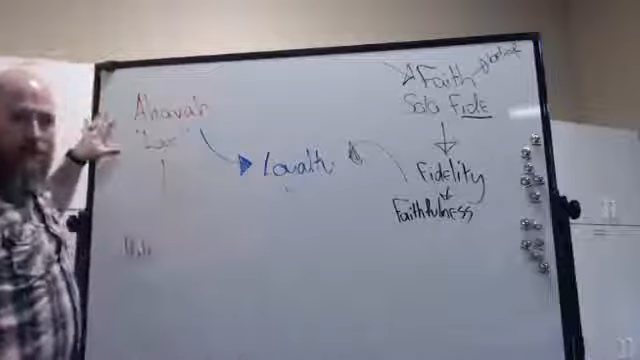 Ahavah
"Love"
Loyalty
Faith
Sola Fide
Fidelity
Faithfulness